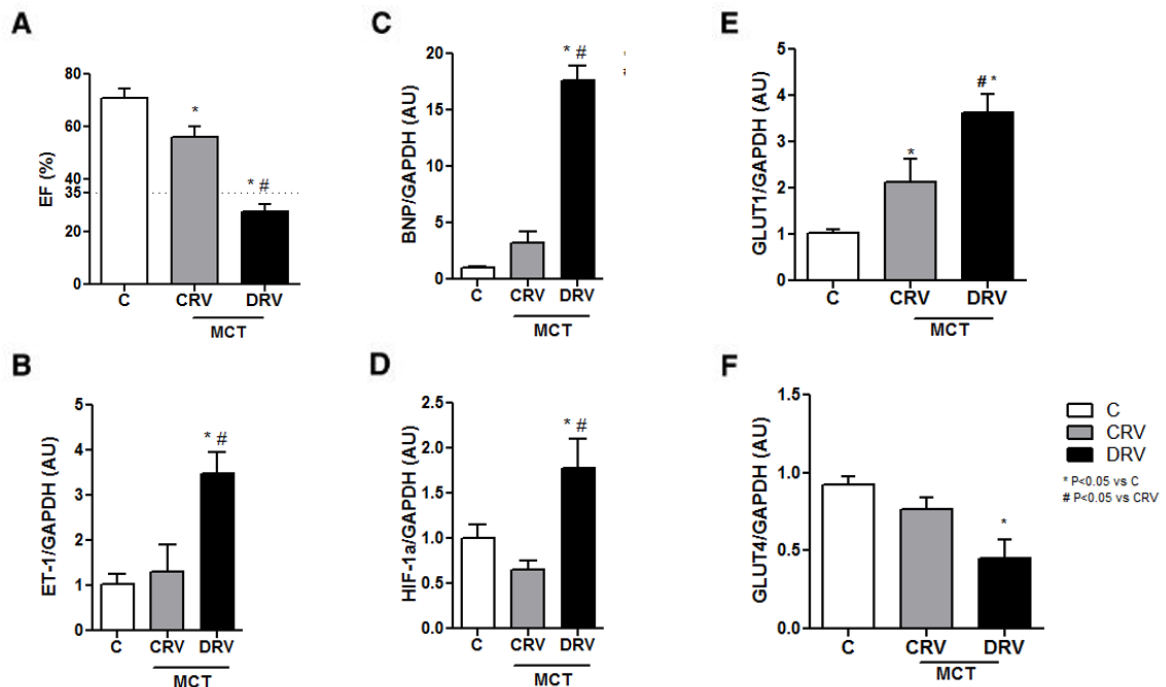 A
EF (%)
80
60
40
35
20
0
* 
* #
C
CRV
DRV
MCT
B
ET-1/GAPDH (AU)
5
4
3
2
1
0
* #
C
CRV
DRV
MCT
C
BNP/GAPDH (AU)
20
15
10
5
0
* #
C
CRV
DRV
MCT
D
HIF-1a/GAPDH (AU)
2.5
2.0
1.5
1.0
0.5
0.0
* #
C
CRV
DRV
MCT
E
GLUT1/GAPDH (AU)
5
4
3
2
1
0
*
# *
C
CRV
DRV
MCT
F
GLUT4/GAPDH (AU)
1.5
1.0
0.5
0.0
*
C
CRV
DRV
MCT
C
CRV
DRV
* P<0.05 vs C
# P<0.05 vs CRV